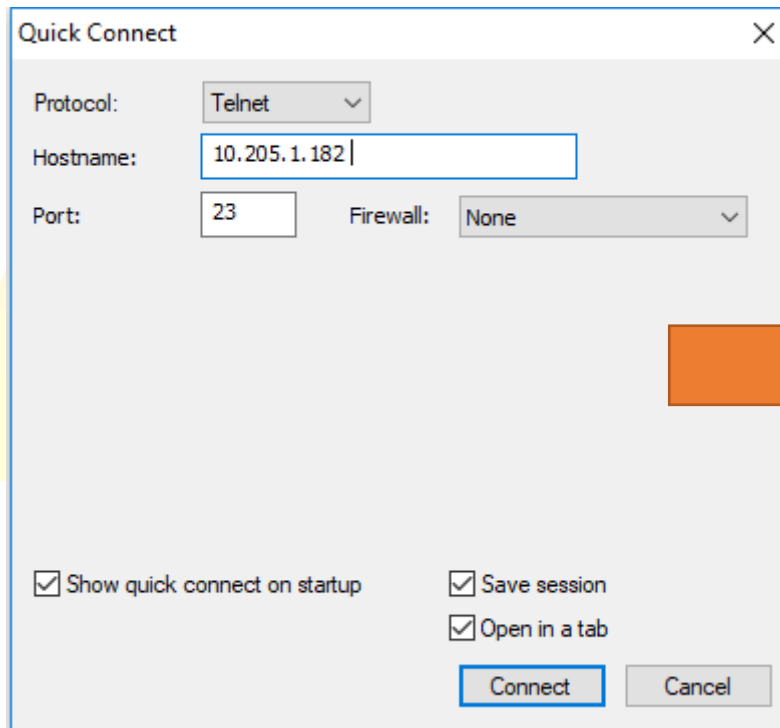 Quick Connect
Protocol: Telnet
Hostname: 10.205.1.182
Port: 23 Firewall: None
Show quick connect on startup Save session
Open in a tab
Connect Cancel